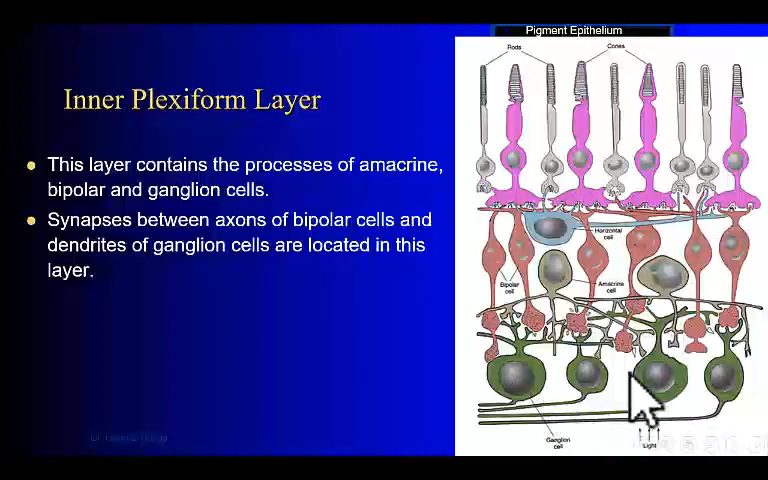 Pigment Epithelium
Rods
Cones
Inner Plexiform Layer
This layer contains the processes of amacrine,
bipolar and ganglion cells.
Synapses between axons of bipolar cells and
dendrites of ganglion cells are located in this
layer.
Horizontal
cell
Bipolar
cell
Amacrine
cell
Ganglion
cell
Light